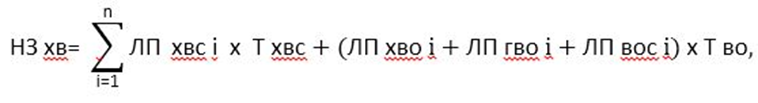 n
НЗ хв= ∑ ЛП хвс i х Т хвс + (ЛП хво i + ЛП гво i + ЛП вос i) х Т во,
i=1